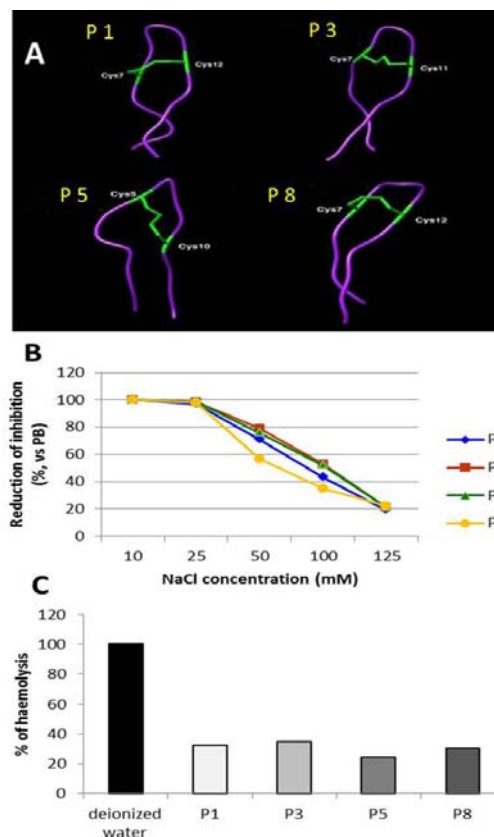 A
P 1
P 3
Cys7
Cys12
Cys7
Cys11
P 5
P 8
Cys5
Cys10
Cys7
Cys12
B
Reduction of inhibition
(%, vs PB)
120
100
80
60
40
20
0
10 25 50 100 125
NaCl concentration (mM)
P
P
P
P
C
% of haemolysis
120
100
80
60
40
20
0
deionized
water
P1 P3 P5 P8